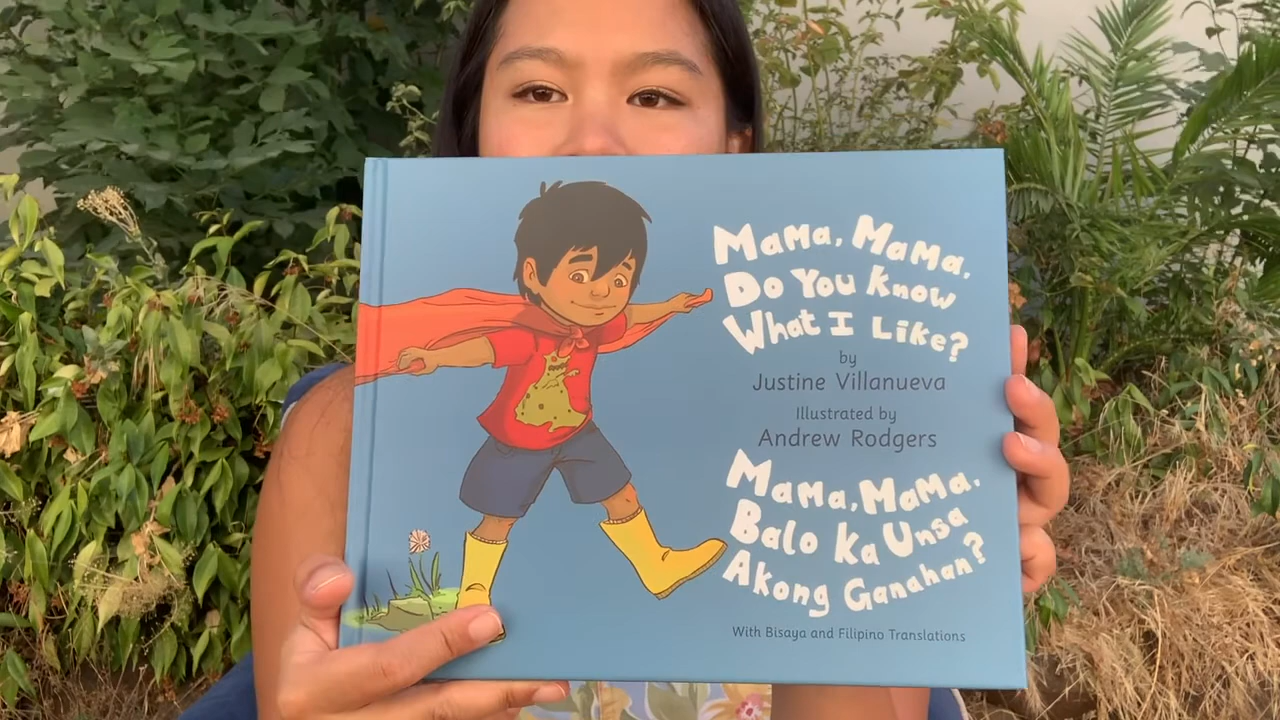 Mama, Mama,
Do You Know
What I Like?
by
Justine Villanueva
Illustrated by
Andrew Rodgers
Mama, Mama,
Balo Ka Unsa
Akong Ganahan?
With Bisaya and Filipino Translations